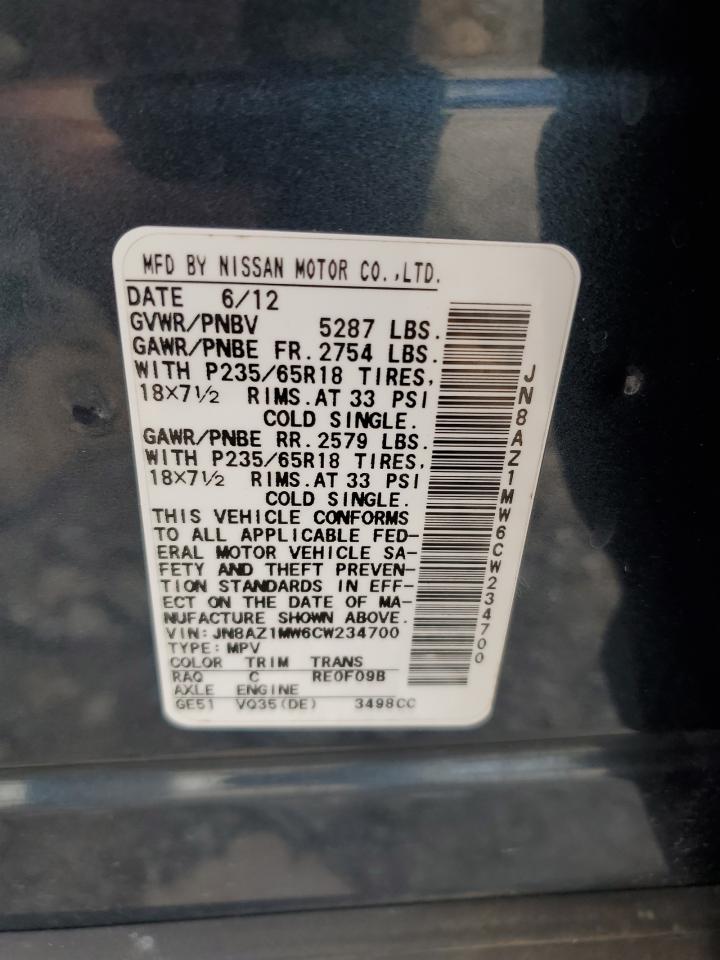 MFD BY NISSAN MOTOR CO.,LTD.
DATE 6/12
GVWR/PNBV 5287 LBS.
GAWR/PNBE FR. 2754 LBS.
WITH P235/65R18 TIRES,
18×7½ RIMS.AT 33 PSI
COLD SINGLE.
GAWR/PNBE RR. 2579 LBS.
WITH P235/65R18 TIRES,
18×7½ RIMS.AT 33 PSI
COLD SINGLE.
THIS VEHICLE CONFORMS
TO ALL APPLICABLE FED-
ERAL MOTOR VEHICLE SA-
FETY AND THEFT PREVEN-
TION STANDARDS IN EFF-
ECT ON THE DATE OF MA-
NUFACTURE SHOWN ABOVE.
VIN: JN8AZ1MW6CW234700
TYPE: MPV
COLOR TRIM TRANS
RAQ C RE0F09B
AXLE ENGINE
GE51 VQ35(DE) 3498CC
JN8AZ1MW6CW234700